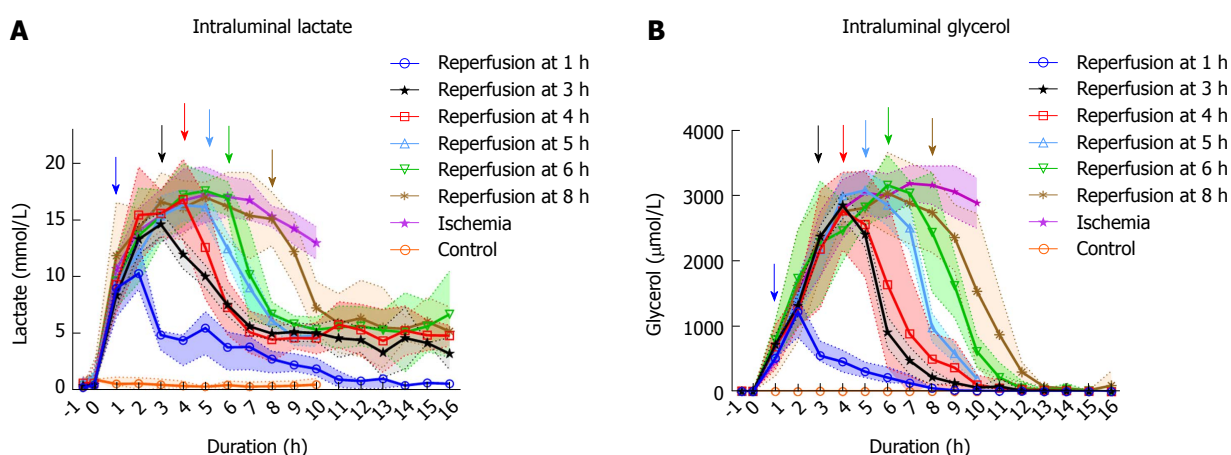 A
Intraluminal lactate
Reperfusion at 1 h
Reperfusion at 3 h
Reperfusion at 4 h
Reperfusion at 5 h
Reperfusion at 6 h
Reperfusion at 8 h
Ischemia
Control
Lactate (mmol/L)
20
15
10
5
0
-1 0 1 2 3 4 5 6 7 8 9 10 11 12 13 14 15 16
Duration (h)
B
Intraluminal glycerol
Reperfusion at 1 h
Reperfusion at 3 h
Reperfusion at 4 h
Reperfusion at 5 h
Reperfusion at 6 h
Reperfusion at 8 h
Ischemia
Control
Glycerol (μmol/L)
4000
3000
2000
1000
0
-1 0 1 2 3 4 5 6 7 8 9 10 11 12 13 14 15 16
Duration (h)